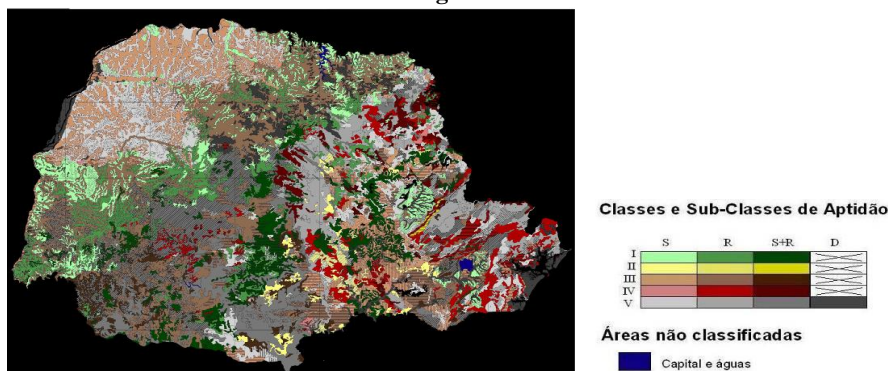 Classes e Sub-Classes de Aptidão
S R S+R D
I
II
III
IV
V
Áreas não classificadas
Capital e águas